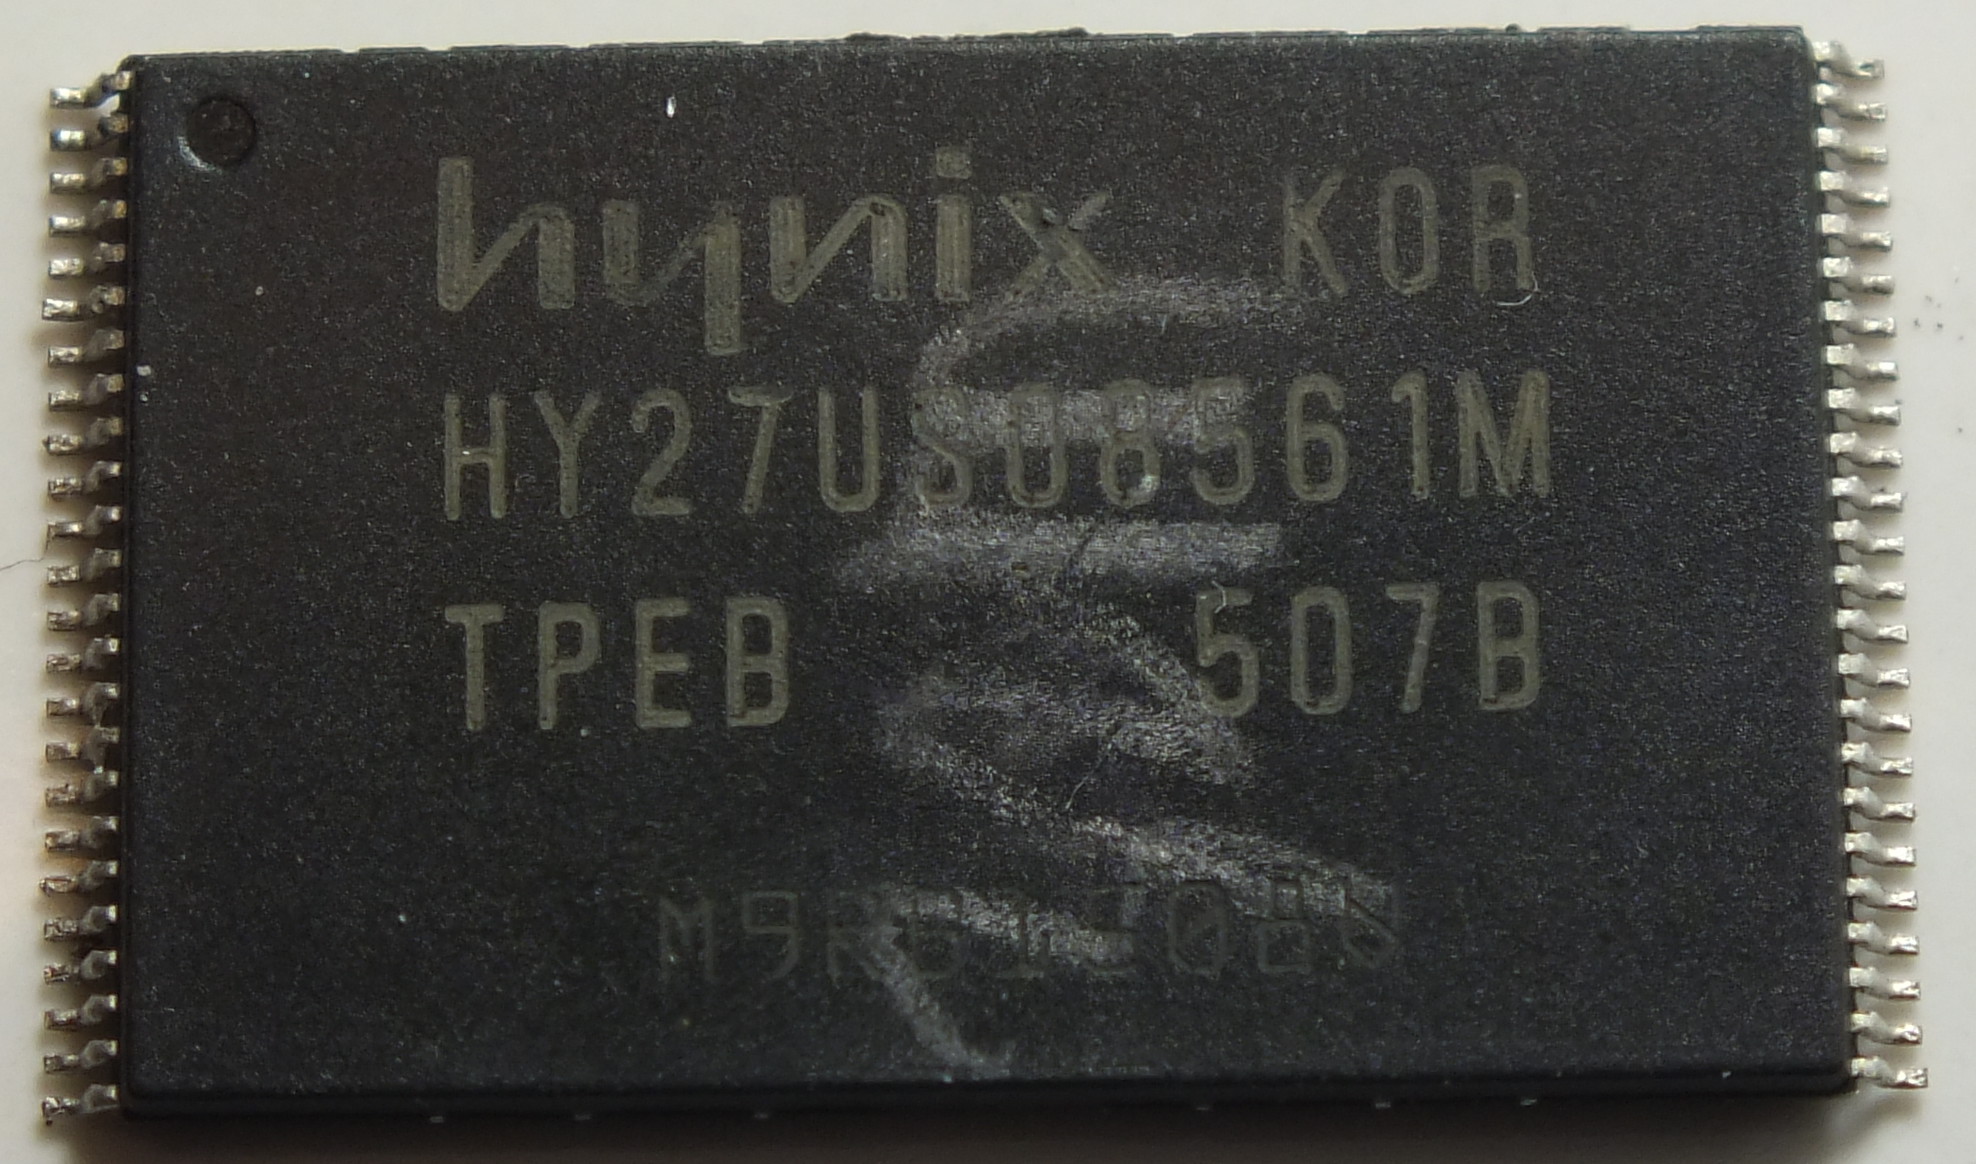 hynix KOR
HY27US08561M
TPEB 507B